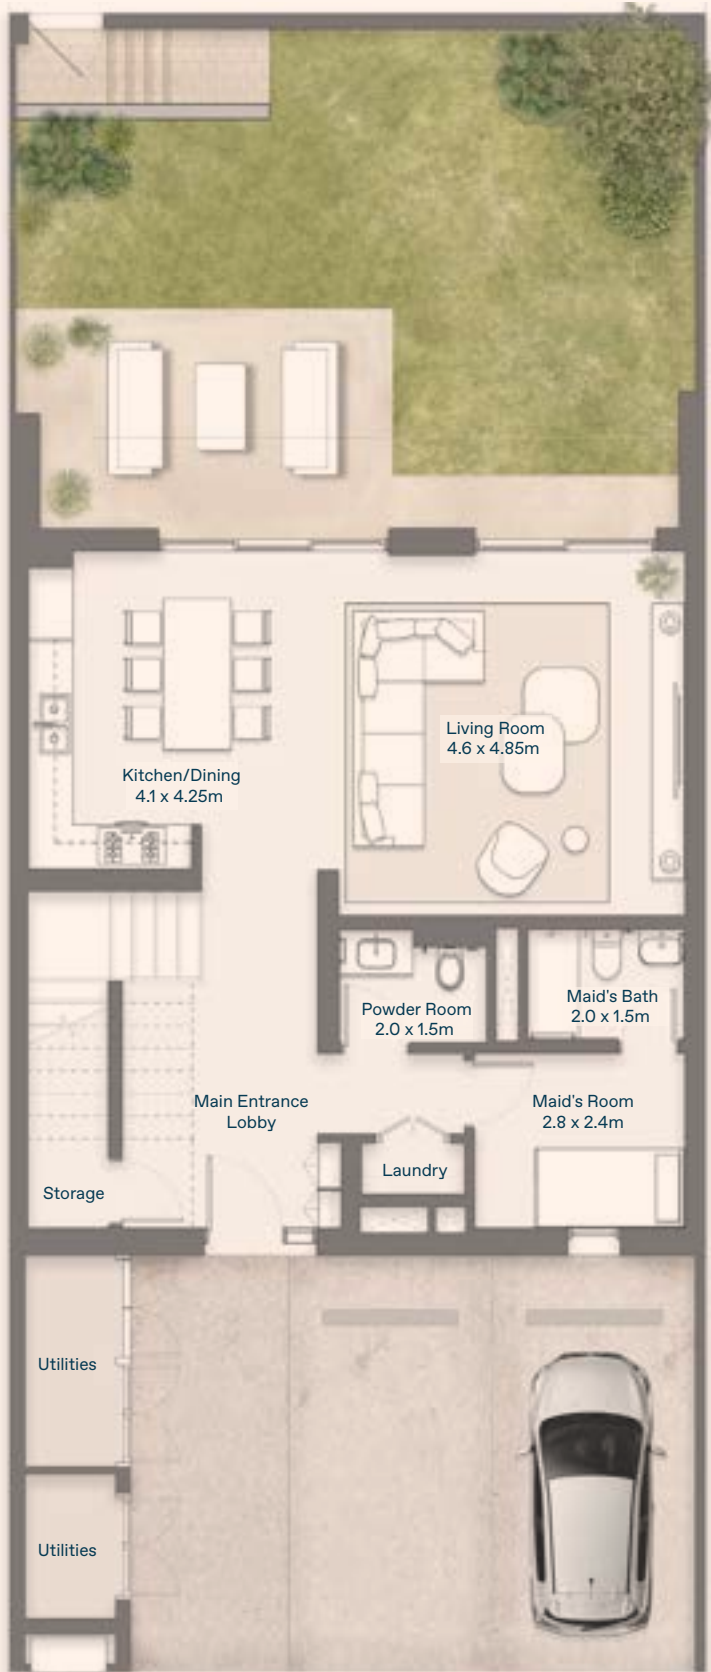 Living Room
4.6 x 4.85m
Kitchen/Dining
4.1 x 4.25m
Powder Room
2.0 x 1.5m
Maid's Bath
2.0 x 1.5m
Main Entrance
Lobby
Maid's Room
2.8 x 2.4m
Laundry
Storage
Utilities
Utilities